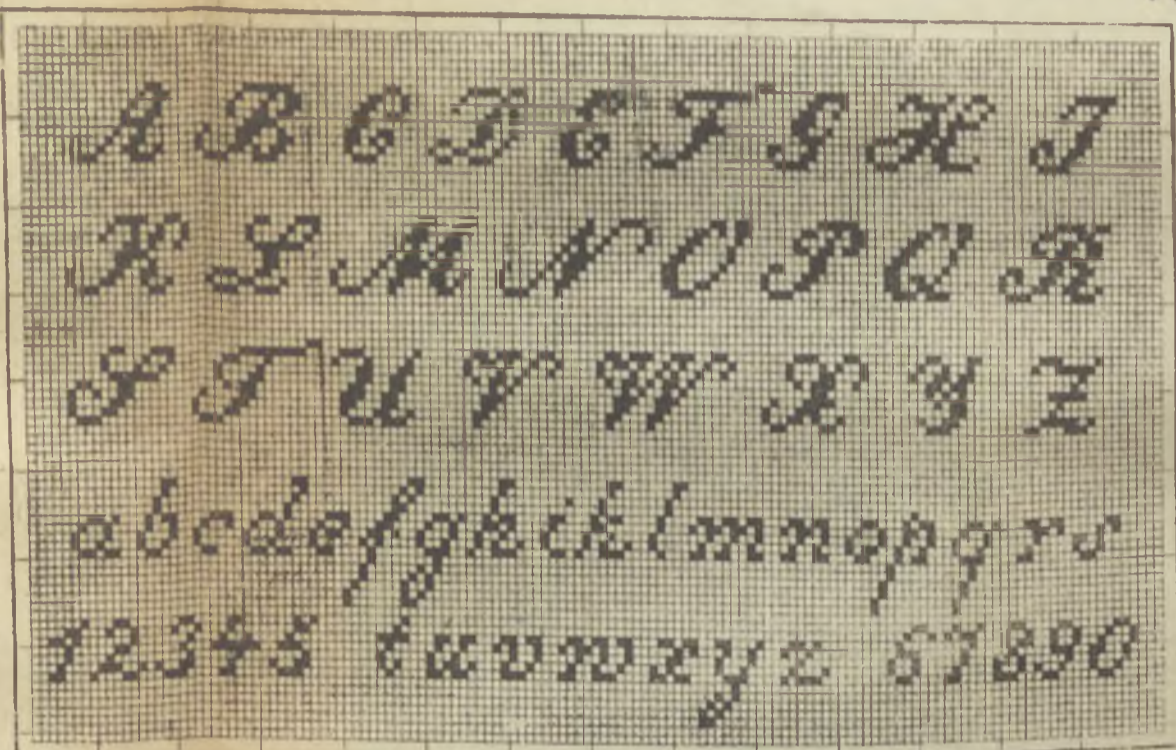 A B C D E F G H I
K L M N O P Q R
S T U V W X Y Z
a b c d e f g h i k l m n o p q r s
1 2 3 4 5 t u v w x y z 6 7 8 9 0